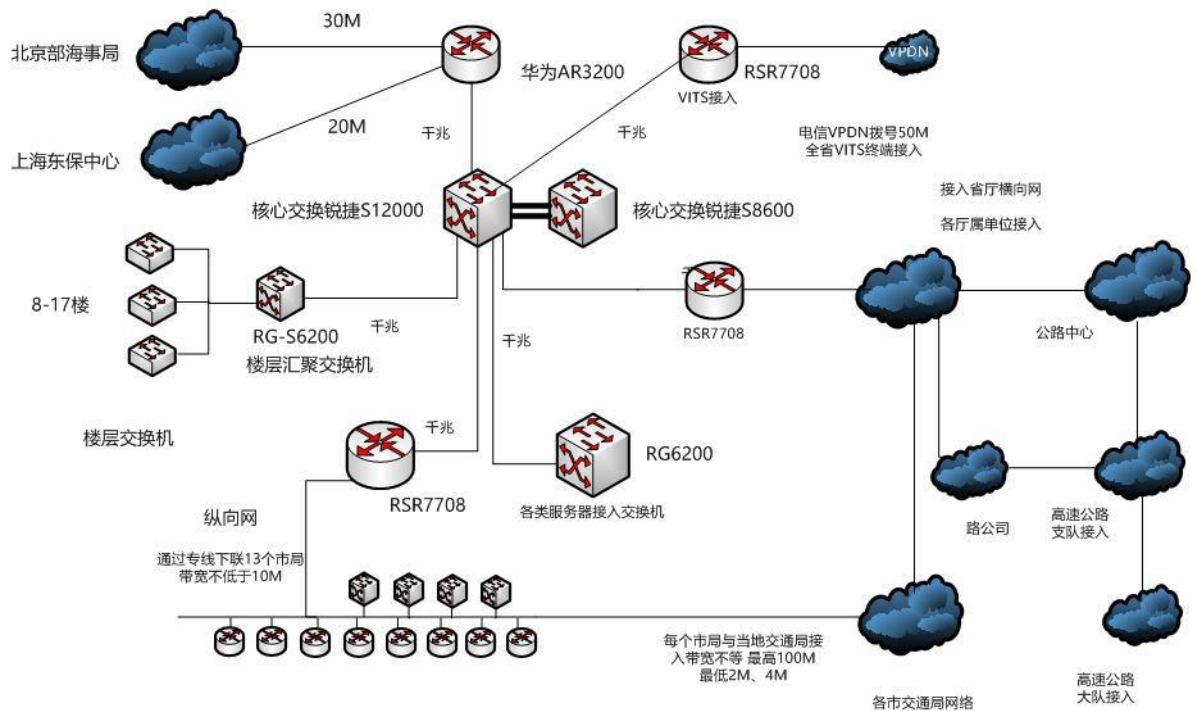 30M
北京部海事局
华为AR3200
RSR7708
VPDN
VITS接入
20M
千兆
千兆
电信VPDN拨号50M
全省VITS终端接入
上海东保中心
接入省厅横向网
核心交换锐捷S12000
核心交换锐捷S8600
各厅属单位接入
8-17楼
RG-S6200
千兆
楼层汇聚交换机
千兆
RSR7708
公路中心
楼层交换机
千兆
RG6200
RSR7708
各类服务器接入交换机
纵向网
通过专线下联13个市局
带宽不低于10M
路公司
高速公路
支队接入
每个市局与当地交通局接
入带宽不等 最高100M
最低2M、4M
各市交通局网络
高速公路
大队接入